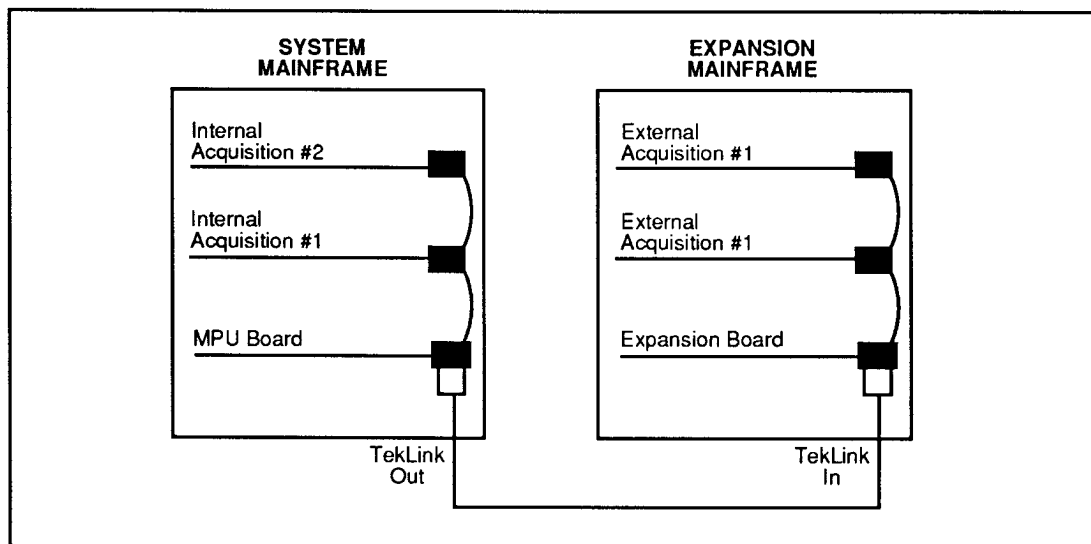 SYSTEM
MAINFRAME
Internal
Acquisition #2
Internal
Acquisition #1
MPU Board
TekLink
Out
EXPANSION
MAINFRAME
External
Acquisition #1
External
Acquisition #1
Expansion Board
TekLink
In